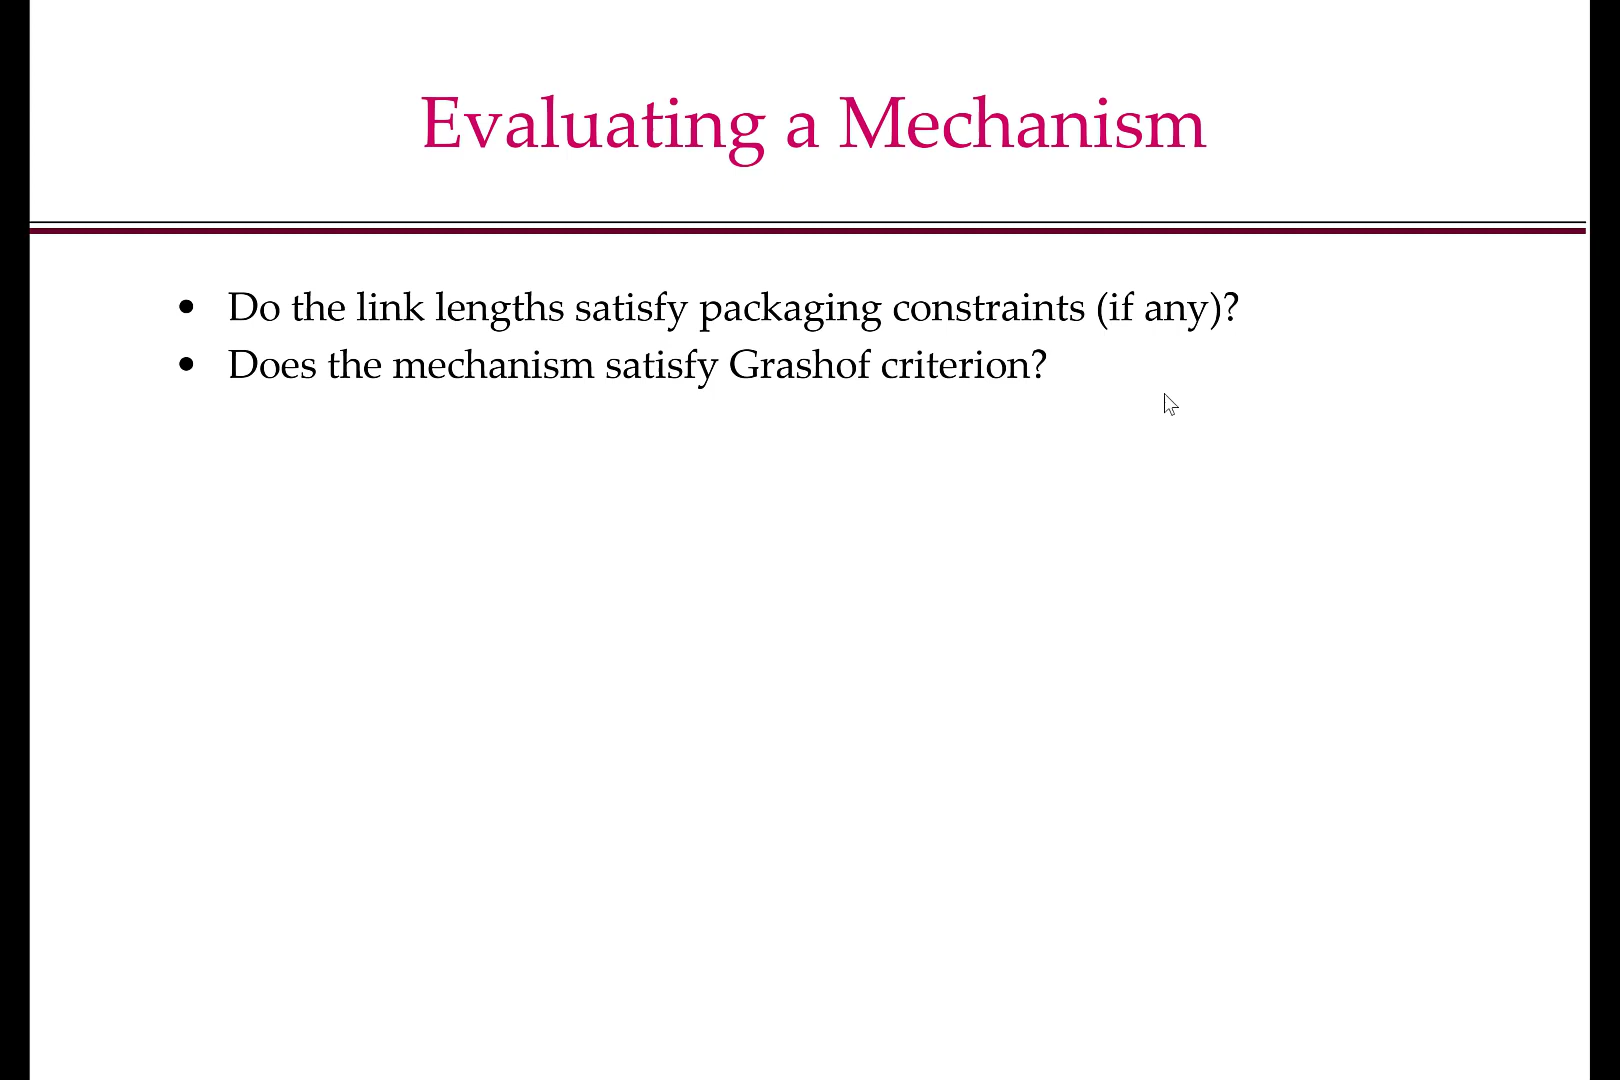 Evaluating a Mechanism
• Do the link lengths satisfy packaging constraints (if any)?
• Does the mechanism satisfy Grashof criterion?